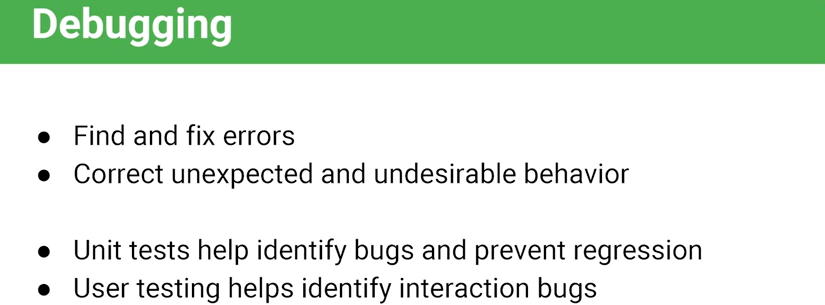 Debugging
● Find and fix errors
● Correct unexpected and undesirable behavior
● Unit tests help identify bugs and prevent regression
● User testing helps identify interaction bugs